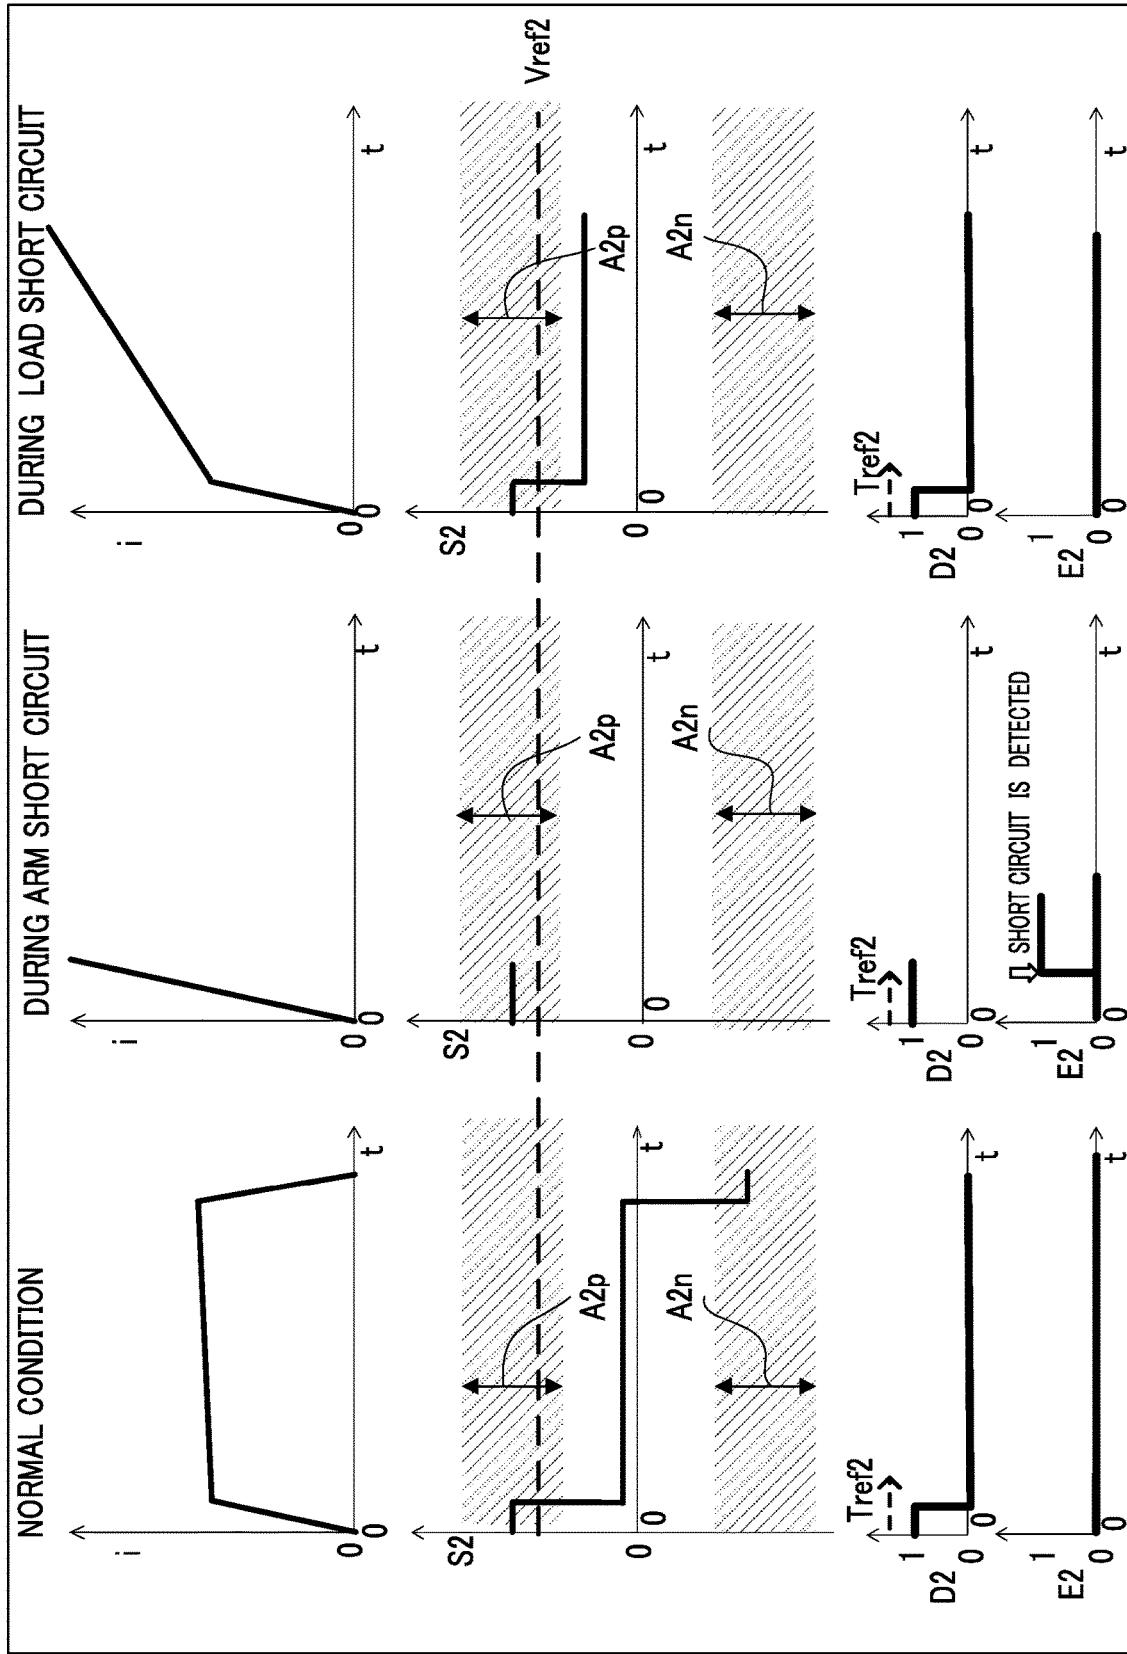 NORMAL CONDITION
i
0
0
t
S2
A2p
0
0
t
A2n
Tref2
1
D2
0
0
t
1
E2
0
0
t
DURING ARM SHORT CIRCUIT
i
0
0
t
S2
A2p
0
0
t
A2n
Tref2
1
D2
0
0
t
SHORT CIRCUIT IS DETECTED
1
E2
0
0
t
DURING LOAD SHORT CIRCUIT
i
0
0
t
S2
Vref2
A2p
0
0
t
A2n
Tref2
1
D2
0
0
t
1
E2
0
0
t